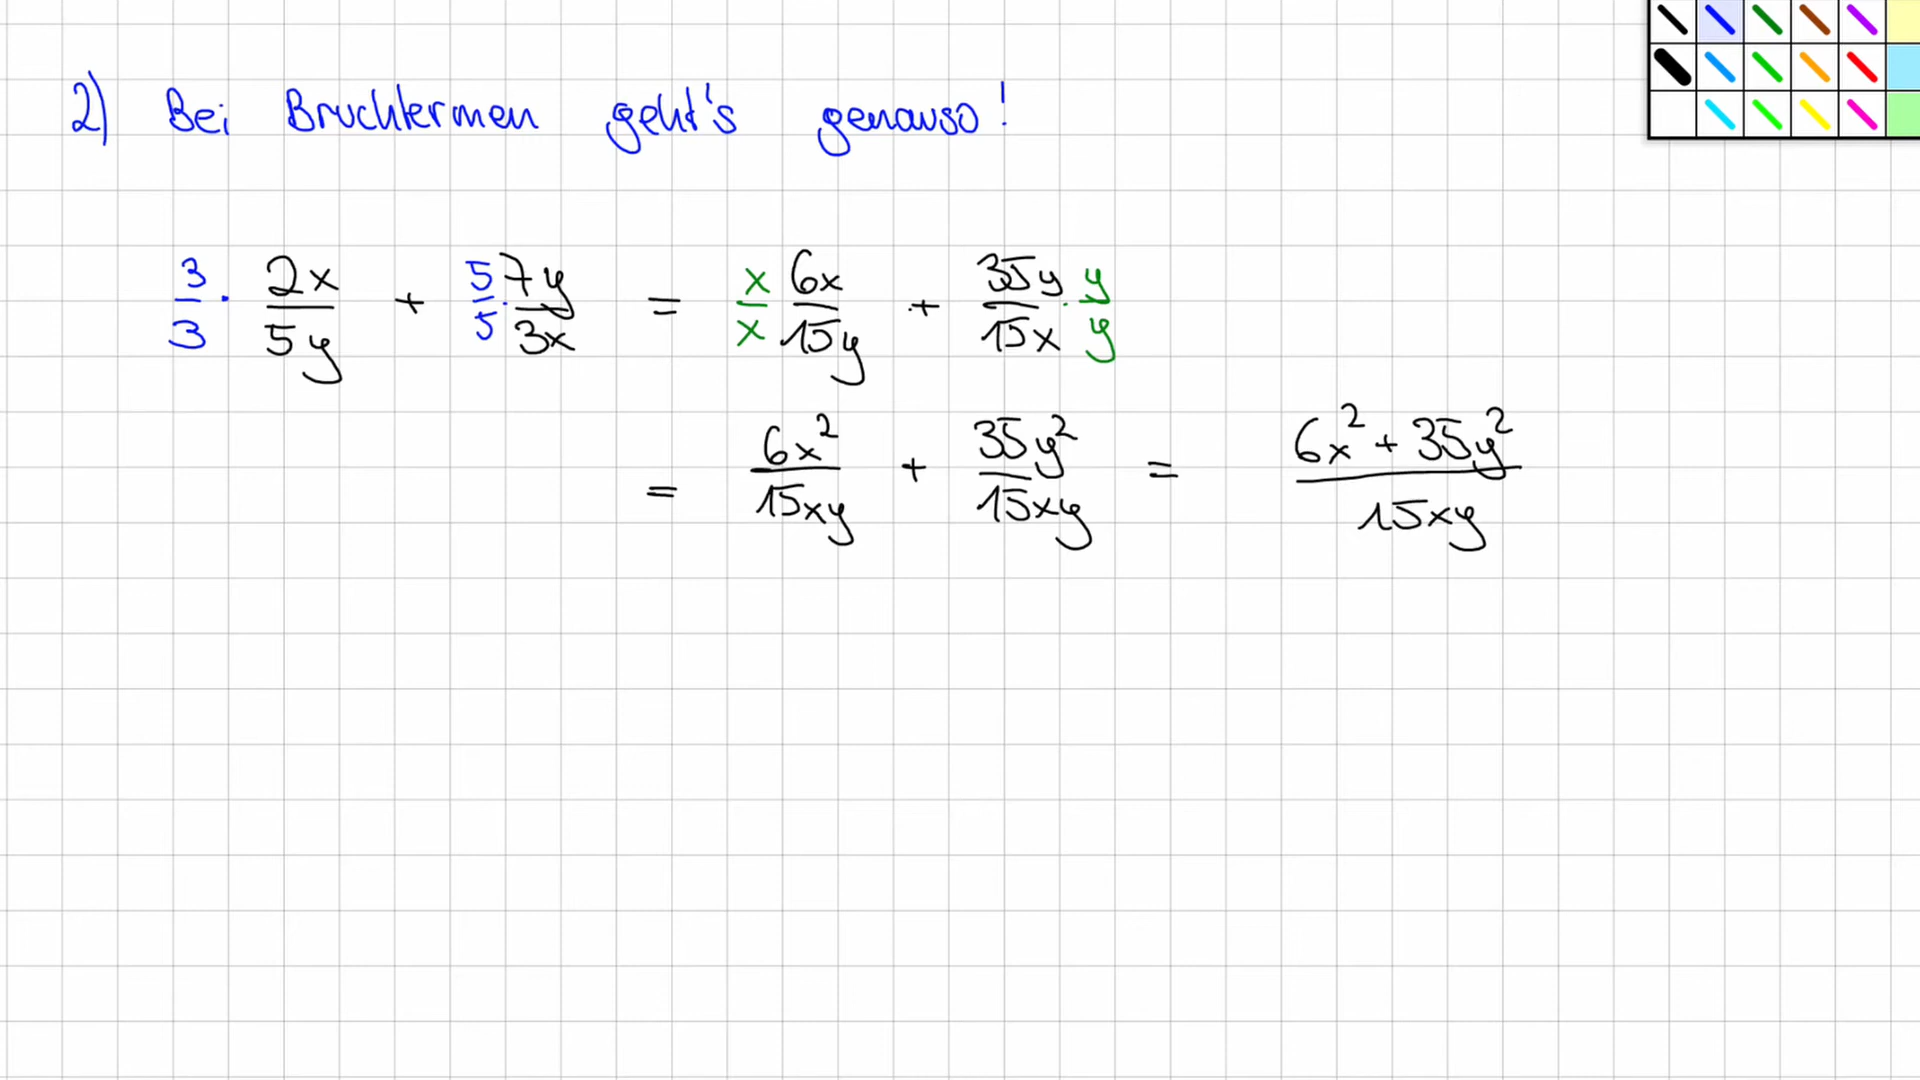 2) Bei Bruchtermen geht's genauso!
3/3 · 2x/5y + 5/5 · 7y/3x = x/x 6x/15y + 35y/15x · y/y
= 6x²/15xy + 35y²/15xy = 6x² + 35y²/15xy